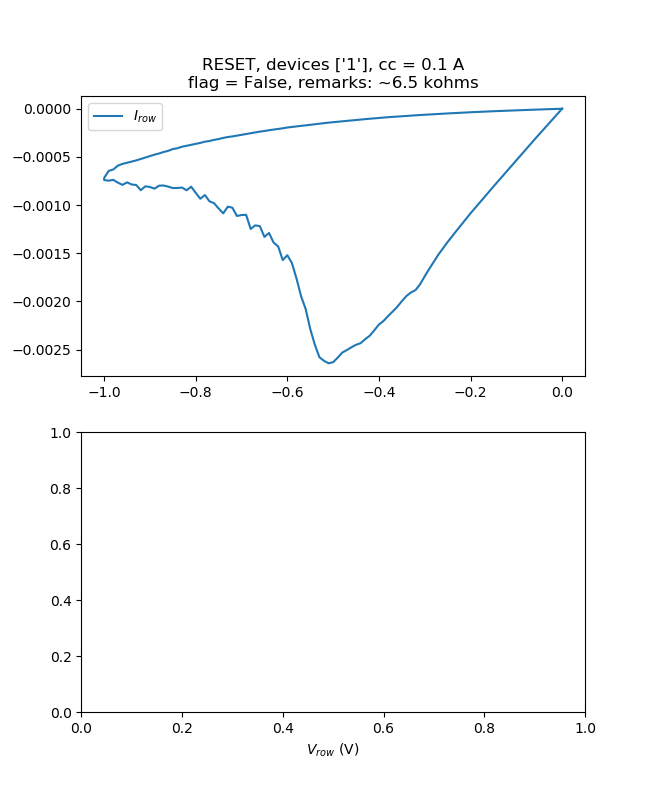 RESET, devices ['1'], cc = 0.1 A
flag = False, remarks: ~6.5 kohms
I_row
0.0000
−0.0005
−0.0010
−0.0015
−0.0020
−0.0025
−1.0 −0.8 −0.6 −0.4 −0.2 0.0
1.0
0.8
0.6
0.4
0.2
0.0
0.0 0.2 0.4 0.6 0.8 1.0
V_row (V)